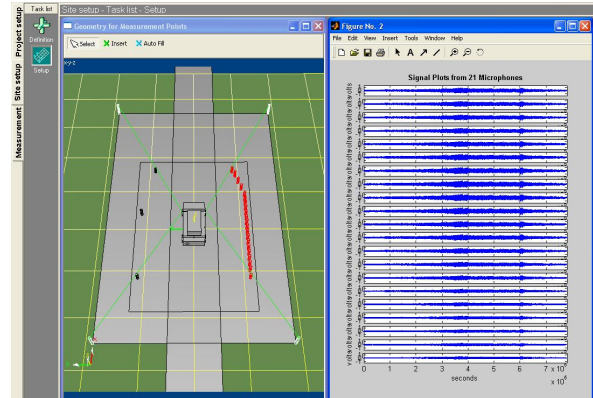 Task list
Site setup - Task list - Setup
Project setup
Site setup
Measurement
Definition
Setup
Geometry for Measurement Points
Select Insert Auto Fill
x-y-z
Figure No. 2
File Edit View Insert Tools Window Help
Signal Plots from 21 Microphones
volts
0 1 2 3 4 5 6 7 x 10
seconds
x 10